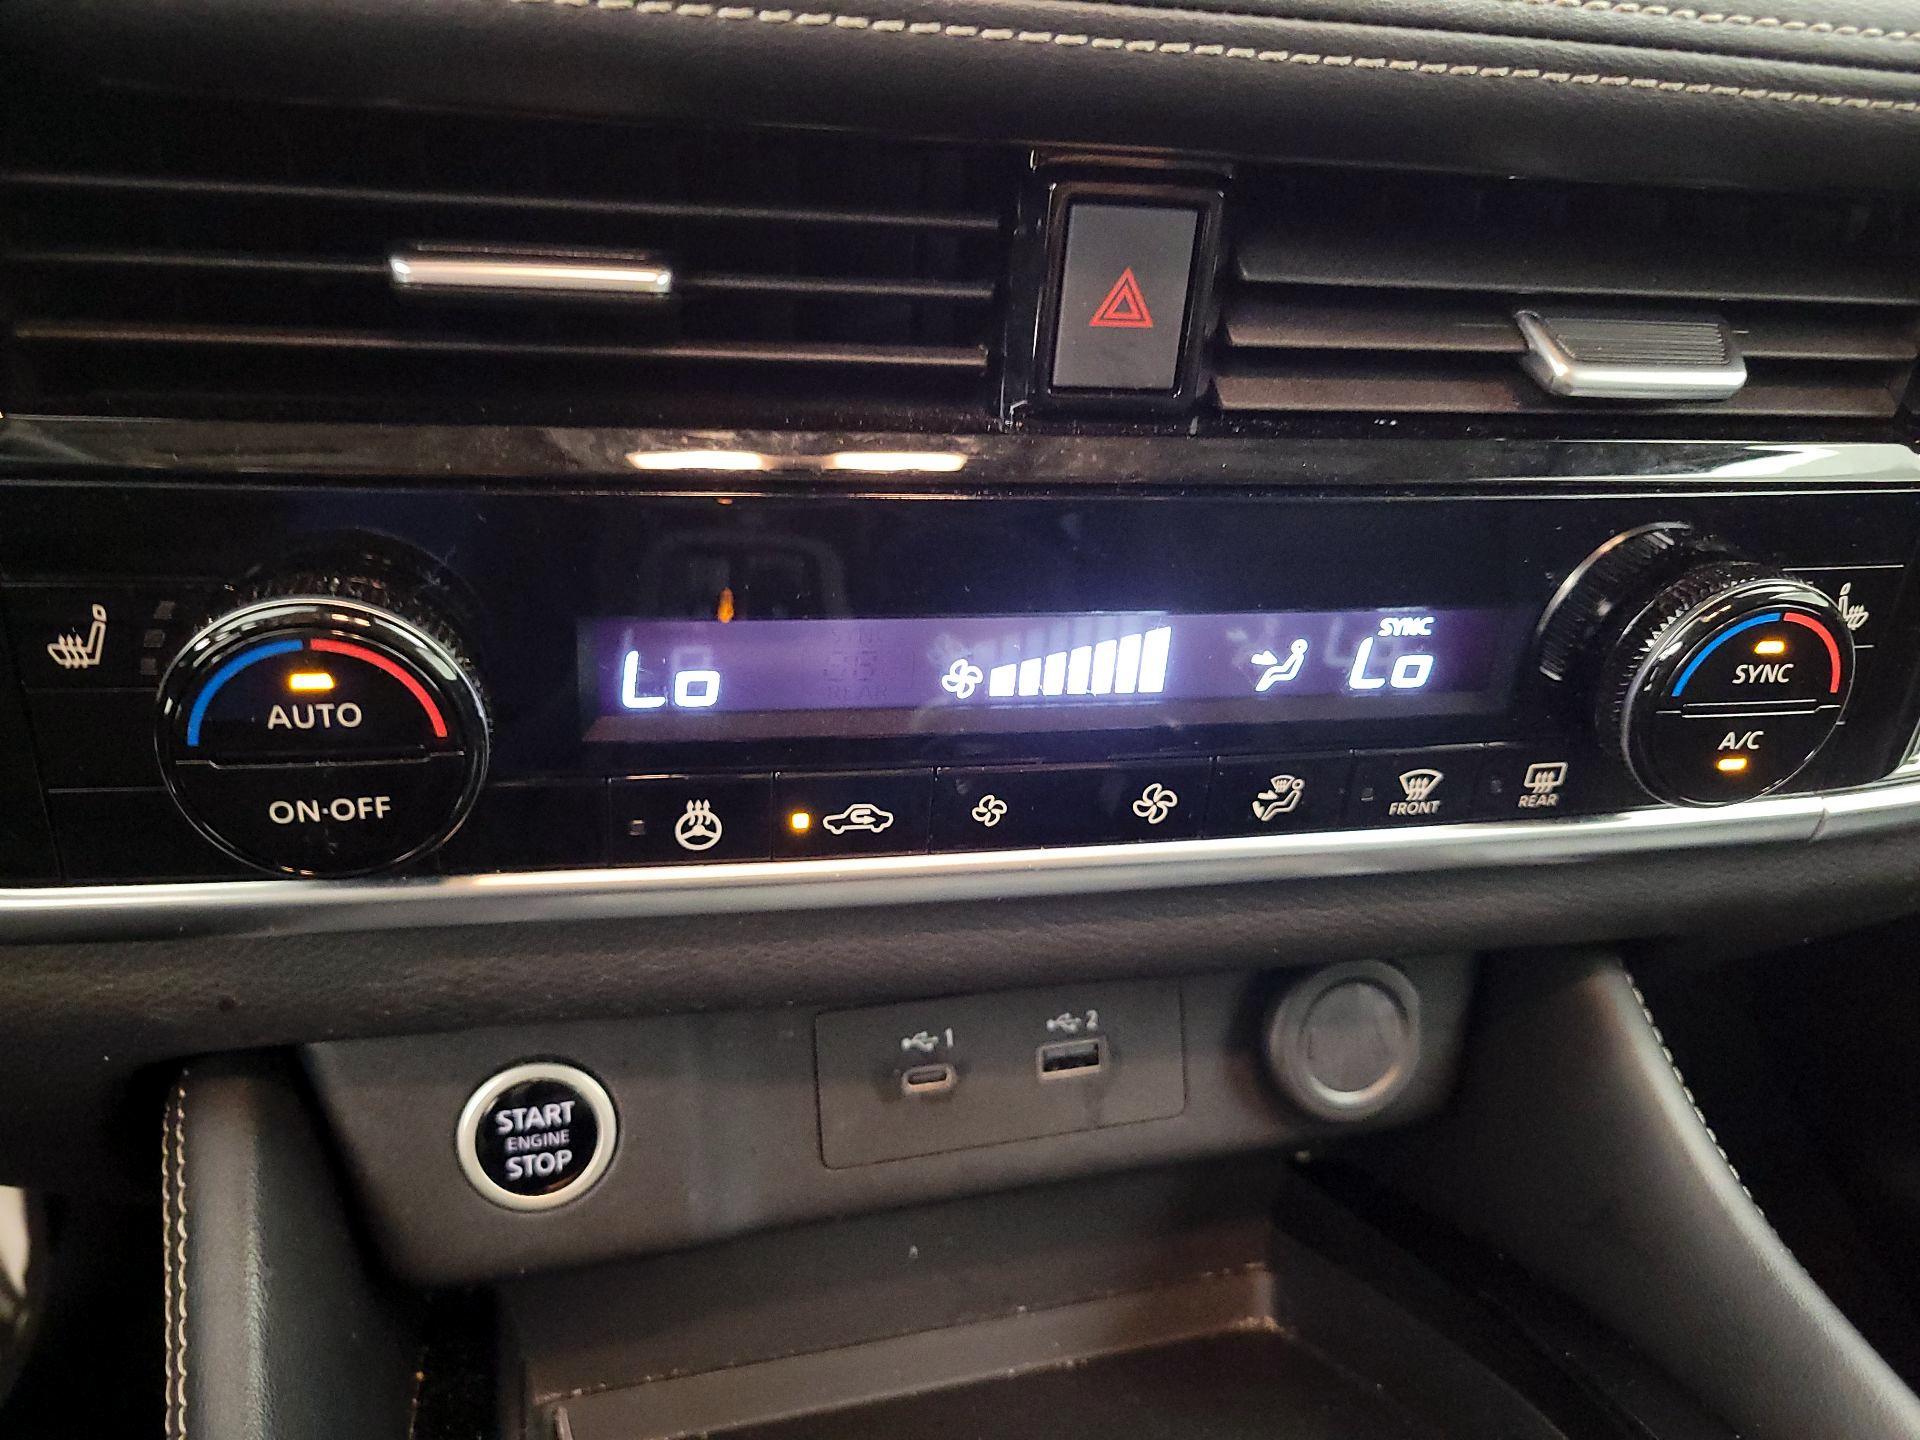 SYNC
Lo
Lo
AUTO
ON·OFF
SYNC
A/C
FRONT
REAR
1
2
START
ENGINE
STOP